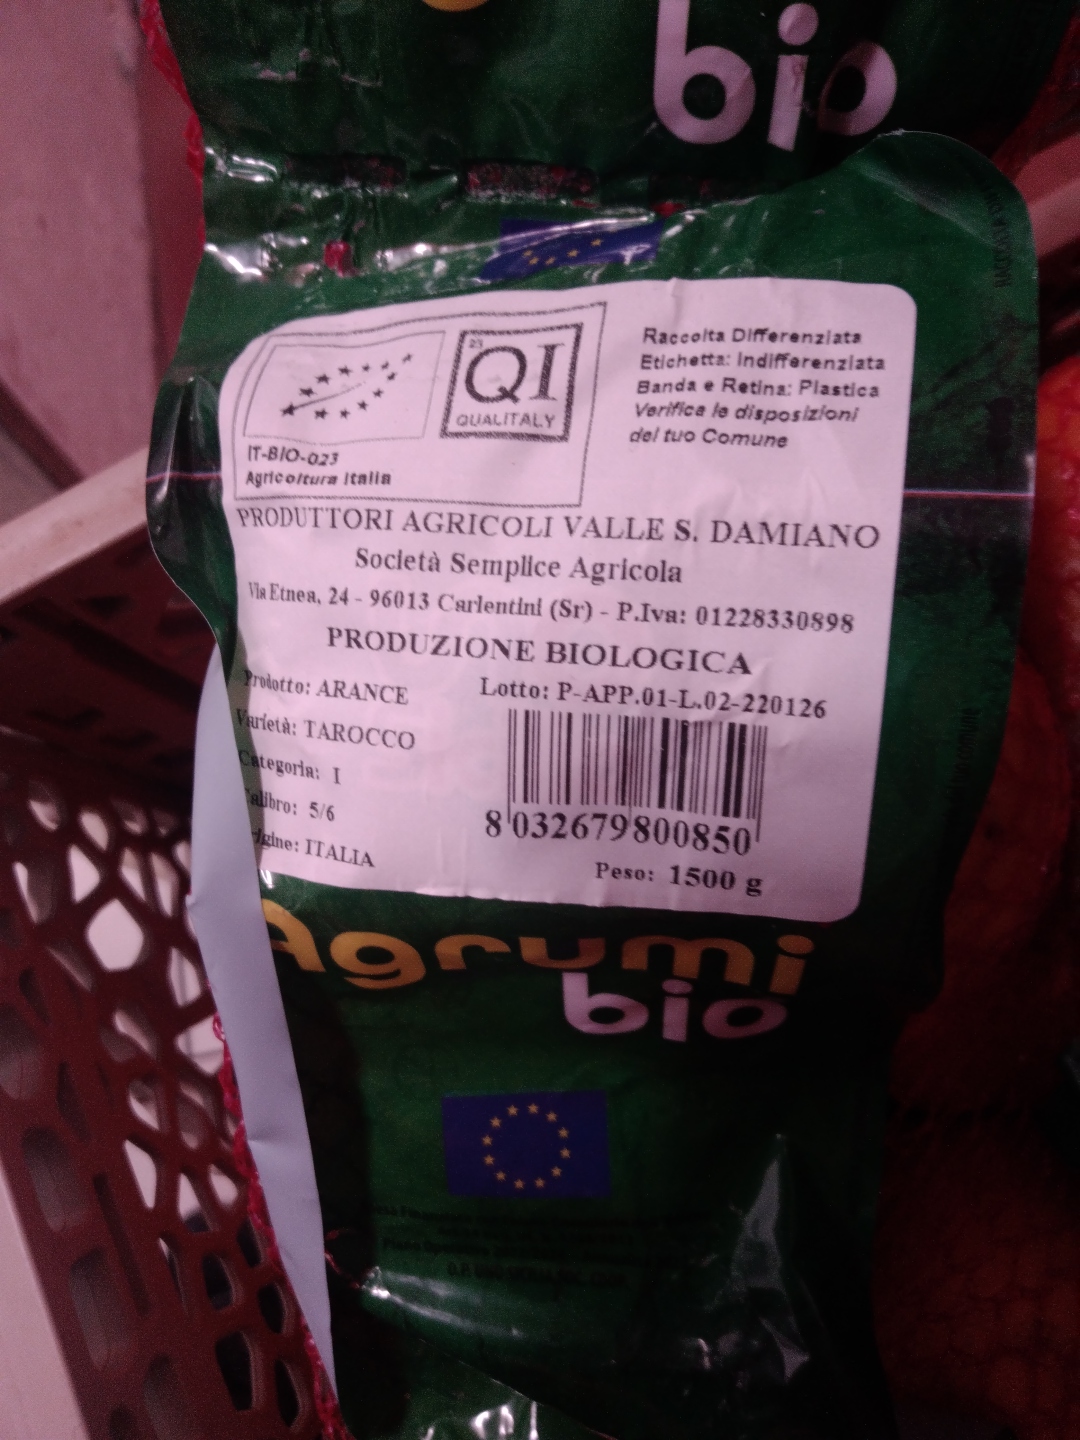 bio
Raccolta Differenziata
Etichetta: Indifferenziata
Banda e Retina: Plastica
Verifica le disposizioni
del tuo Comune
23
QI
QUALITALY
IT-BIO-023
Agricoltura Italia
PRODUTTORI AGRICOLI VALLE S. DAMIANO
Società Semplice Agricola
Via Etnea, 24 - 96013 Carlentini (Sr) - P.Iva: 01228330898
PRODUZIONE BIOLOGICA
Prodotto: ARANCE
Varietà: TAROCCO
Categoria: I
Calibro: 5/6
Origine: ITALIA
Lotto: P-APP.01-L.02-220126
8 032679800850
Peso: 1500 g
Agrumi
bio